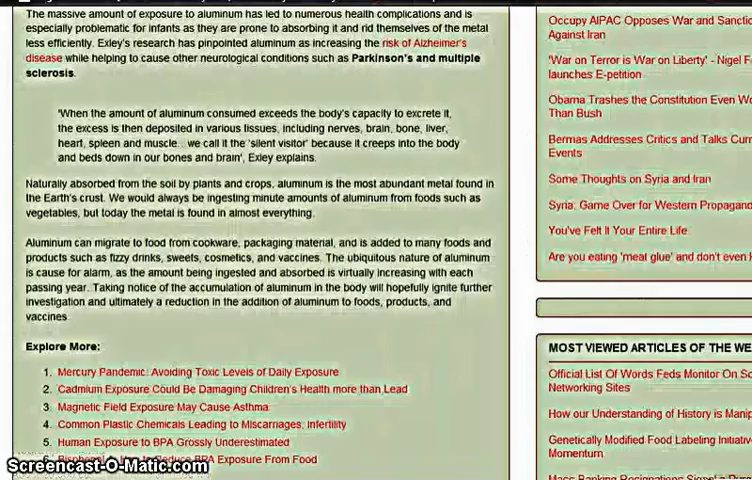 The massive amount of exposure to aluminum has led to numerous health complications and is
especially problematic for infants as they are prone to absorbing it and rid themselves of the metal
less efficiently. Exley's research has pinpointed aluminum as increasing the risk of Alzheimer's
disease while helping to cause other neurological conditions such as Parkinson's and multiple
sclerosis.
'When the amount of aluminum consumed exceeds the body's capacity to excrete it,
the excess is then deposited in various tissues, including nerves, brain, bone, liver,
heart, spleen and muscle...we call it the 'silent visitor' because it creeps into the body
and beds down in our bones and brain', Exley explains.
Naturally absorbed from the soil by plants and crops, aluminum is the most abundant metal found in
the Earth's crust. We would always be ingesting minute amounts of aluminum from foods such as
vegetables, but today the metal is found in almost everything.
Aluminum can migrate to food from cookware, packaging material, and is added to many foods and
products such as fizzy drinks, sweets, cosmetics, and vaccines. The ubiquitous nature of aluminum
is cause for alarm, as the amount being ingested and absorbed is virtually increasing with each
passing year. Taking notice of the accumulation of aluminum in the body will hopefully ignite further
investigation and ultimately a reduction in the addition of aluminum to foods, products, and
vaccines.
Explore More:
1. Mercury Pandemic: Avoiding Toxic Levels of Daily Exposure
2. Cadmium Exposure Could Be Damaging Children's Health more than Lead
3. Magnetic Field Exposure May Cause Asthma
4. Common Plastic Chemicals Leading to Miscarriages, Infertility
5. Human Exposure to BPA Grossly Underestimated
to Reduce BPA Exposure From Food
Screencast-O-Matic.com
Occupy AIPAC Opposes War and
Against Iran
'War on Terror is War on Liberty' - Nigel
launches E-petition
Obama Trashes the Constitution Even
Than Bush
Bermas Addresses Critics and Talks
Events
Some Thoughts on Syria and Iran
Syria: Game Over for Western
You've Felt It Your Entire Life
Are you eating 'meat glue' and don't even
MOST VIEWED ARTICLES OF THE
Official List Of Words Feds Monitor On
Networking Sites
How our Understanding of History is
Genetically Modified Food Labeling
Momentum